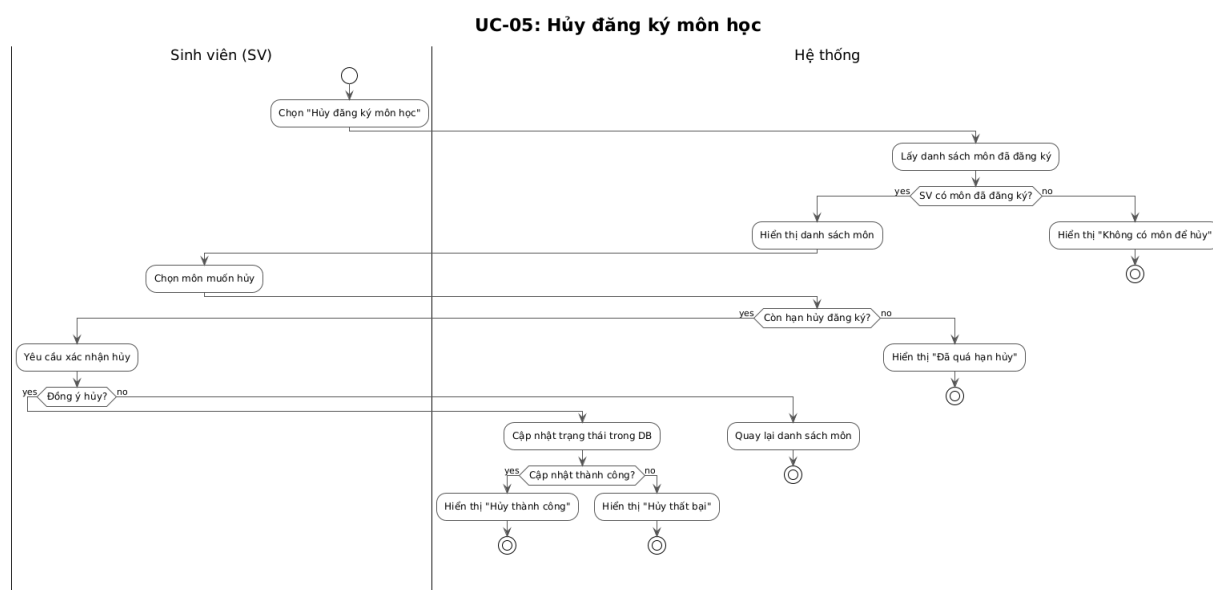 UC-05: Hủy đăng ký môn học
Sinh viên (SV)
Hệ thống
Chọn "Hủy đăng ký môn học"
Lấy danh sách môn đã đăng ký
yes
SV có môn đã đăng ký?
no
Hiển thị danh sách môn
Hiển thị "Không có môn để hủy"
Chọn môn muốn hủy
yes
Còn hạn hủy đăng ký?
no
Yêu cầu xác nhận hủy
Hiển thị "Đã quá hạn hủy"
yes
Đồng ý hủy?
no
Cập nhật trạng thái trong DB
Quay lại danh sách môn
yes
Cập nhật thành công?
no
Hiển thị "Hủy thành công"
Hiển thị "Hủy thất bại"